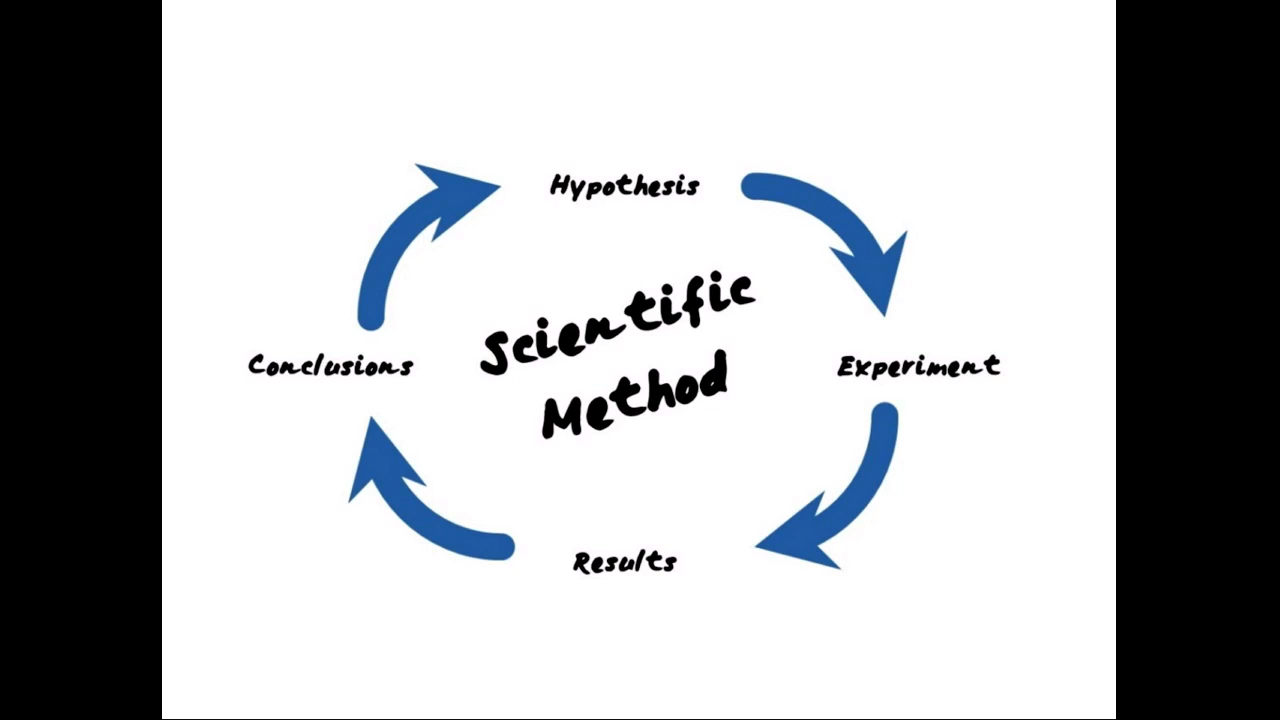 Hypothesis
Scientific
Method
Conclusions
Experiment
Results